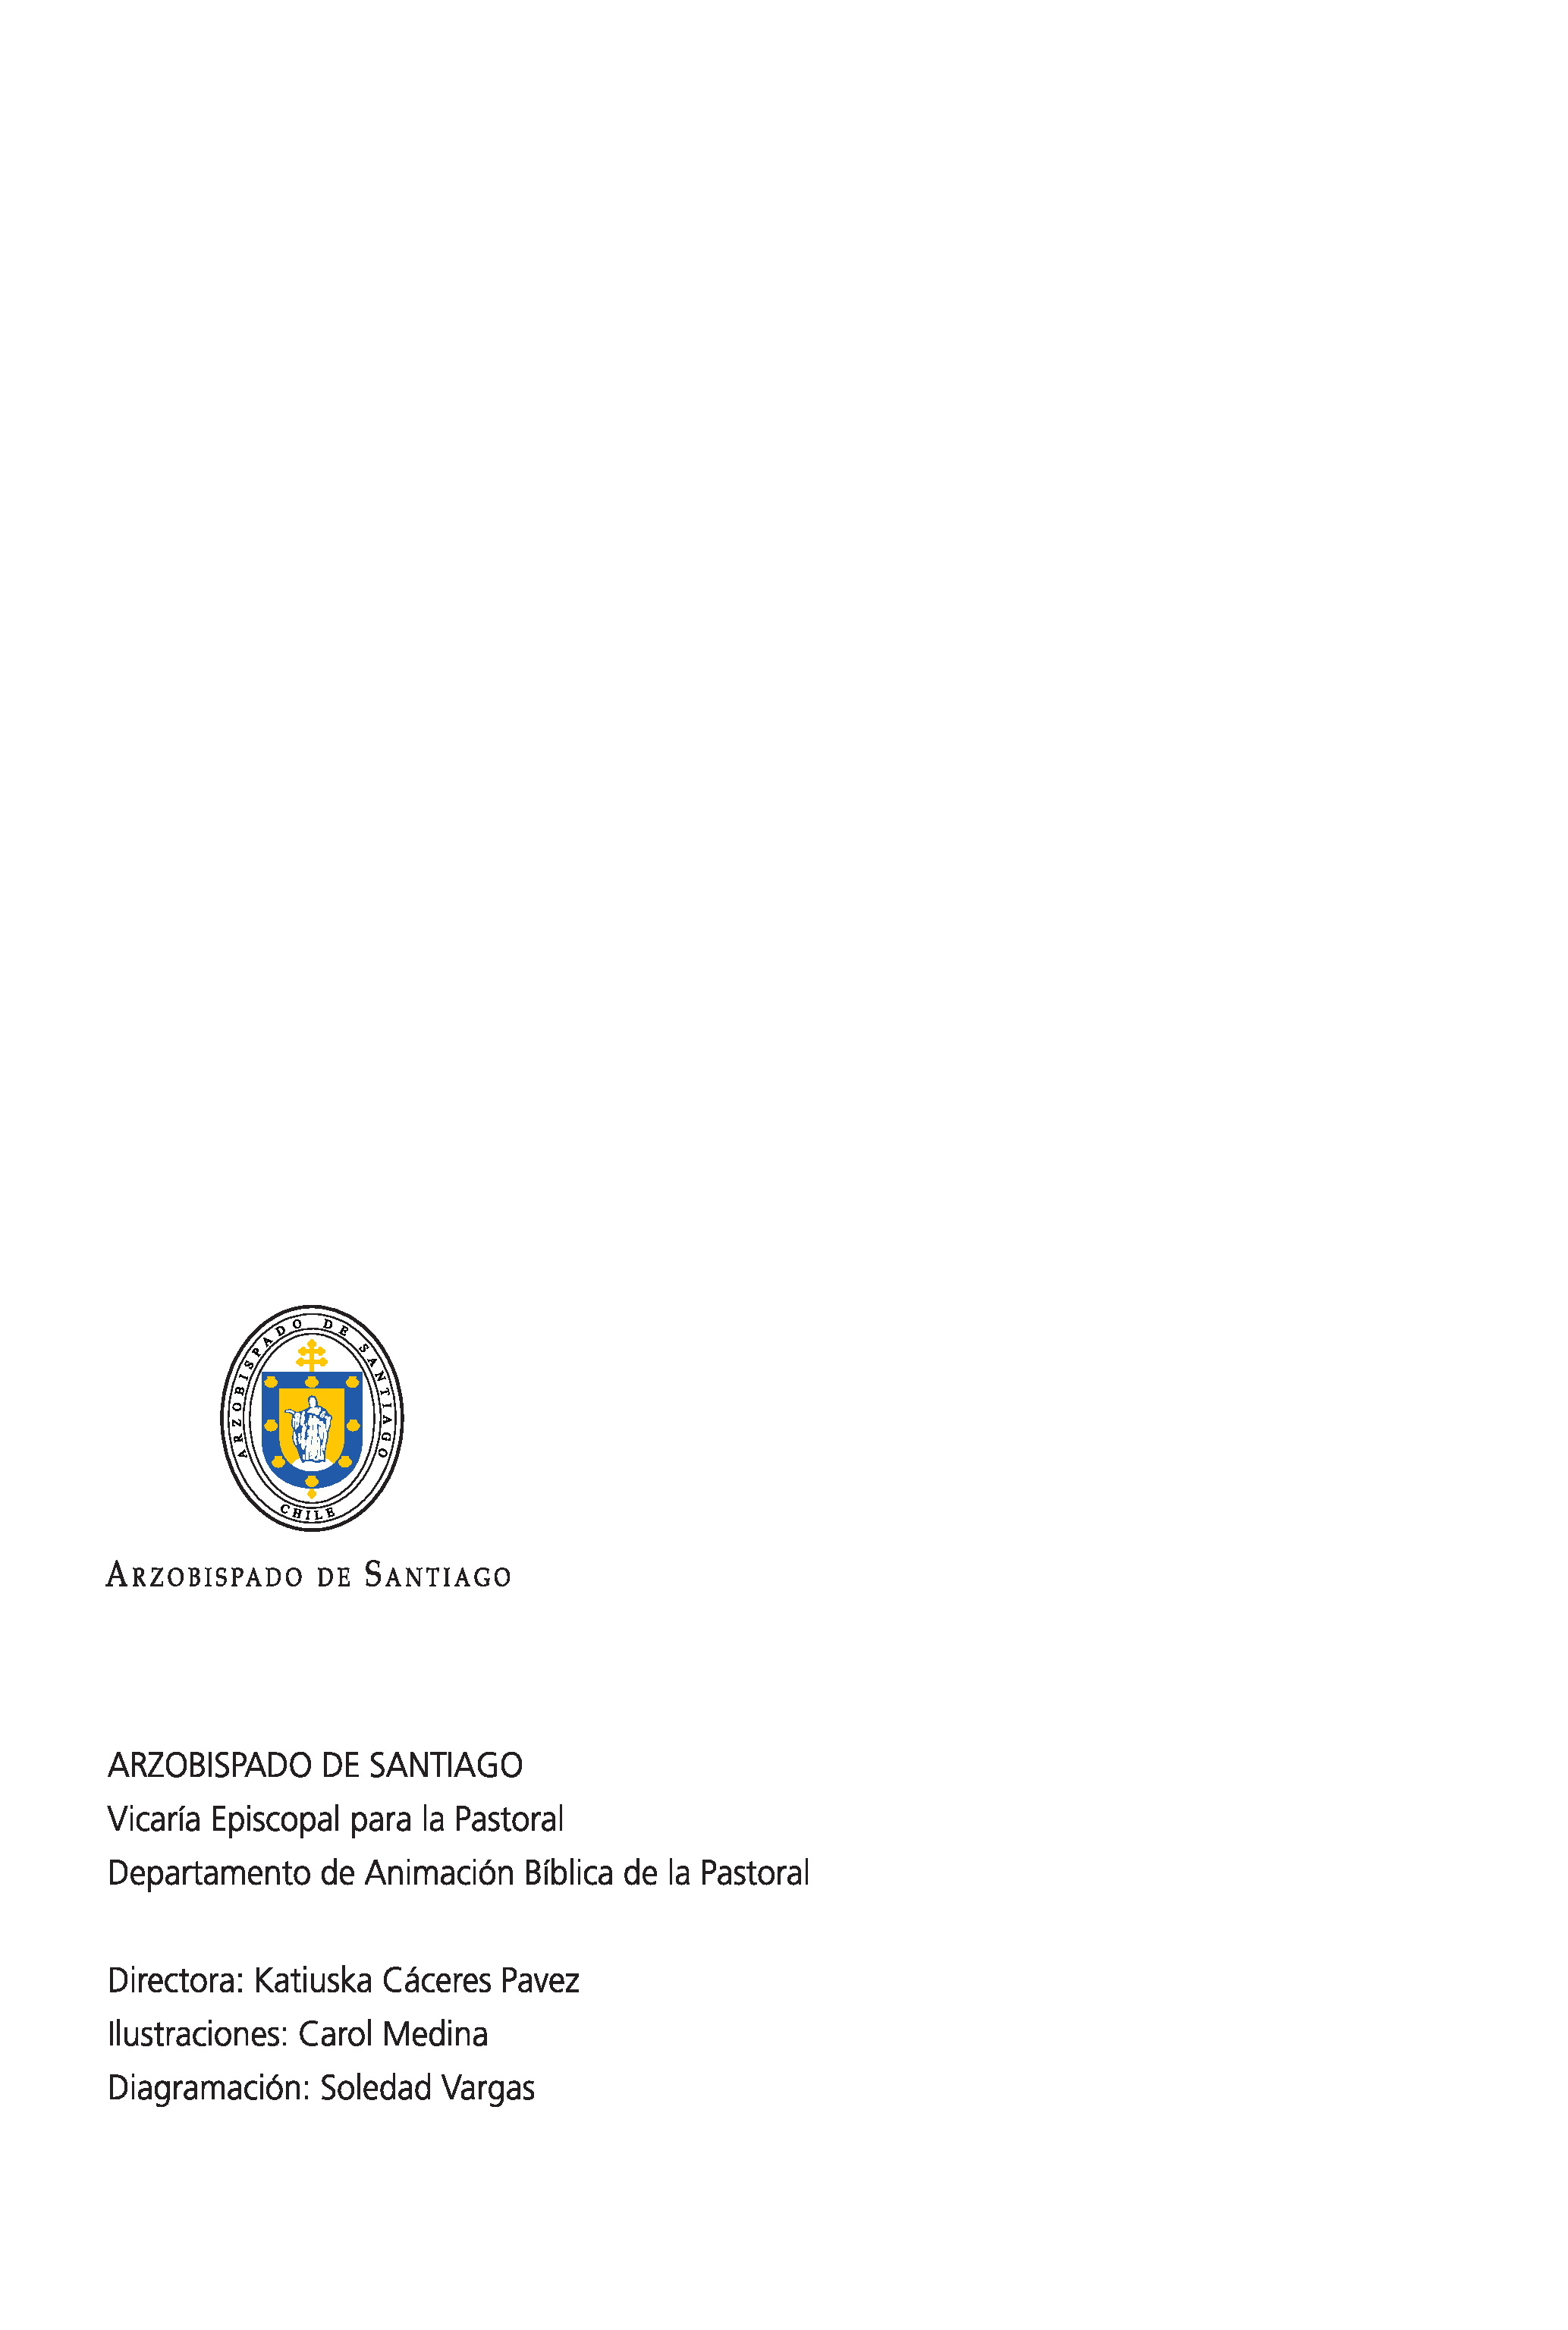 ARZOBISPADO DE SANTIAGO
CHILE
ARZOBISPADO DE SANTIAGO
ARZOBISPADO DE SANTIAGO
Vicaría Episcopal para la Pastoral
Departamento de Animación Bíblica de la Pastoral
Directora: Katiuska Cáceres Pavez
Ilustraciones: Carol Medina
Diagramación: Soledad Vargas